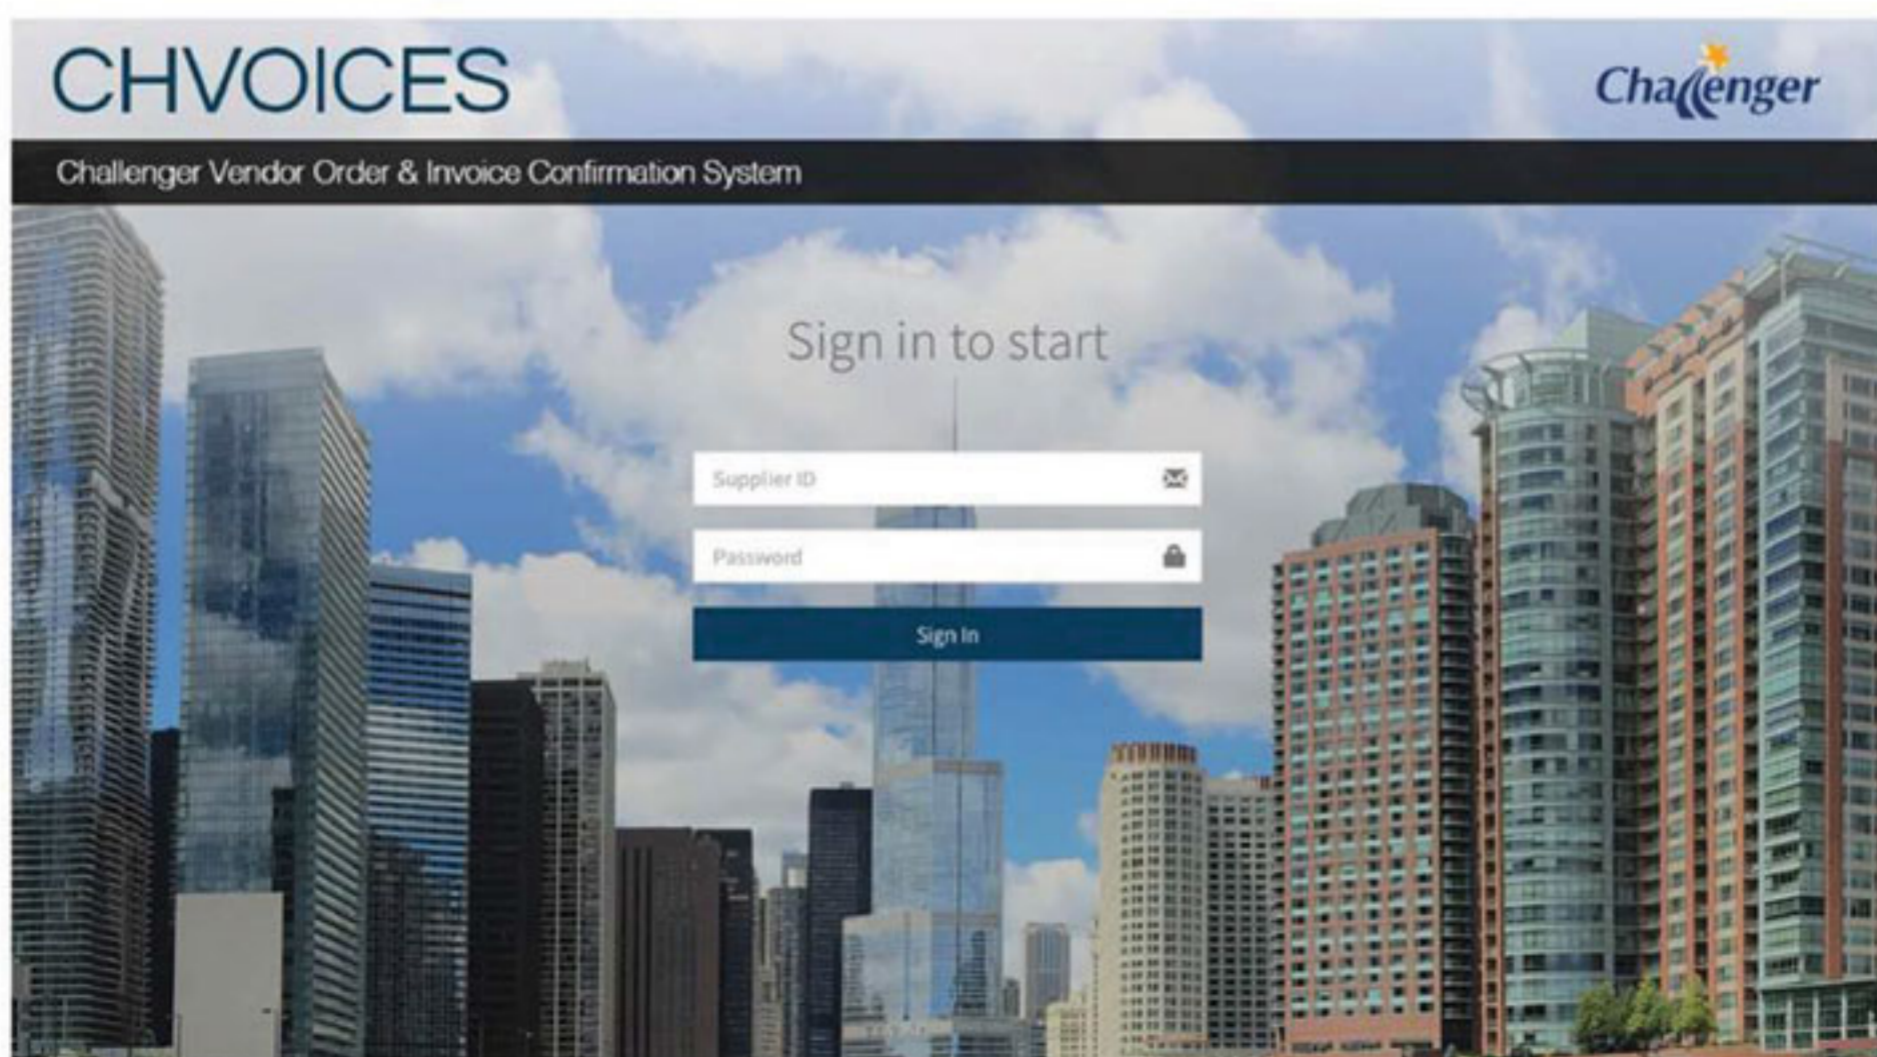 CHVOICES
Challenger
Challenger Vendor Order & Invoice Confirmation System
Sign in to start
Supplier ID
Password
Sign In